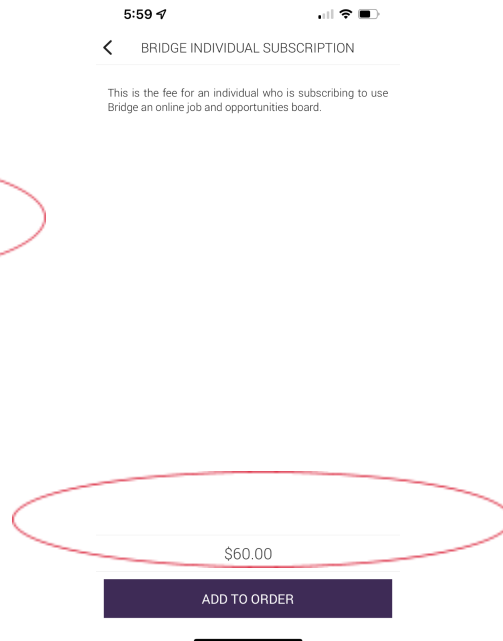 5:59
BRIDGE INDIVIDUAL SUBSCRIPTION
This is the fee for an individual who is subscribing to use
Bridge an online job and opportunities board.
$60.00
ADD TO ORDER